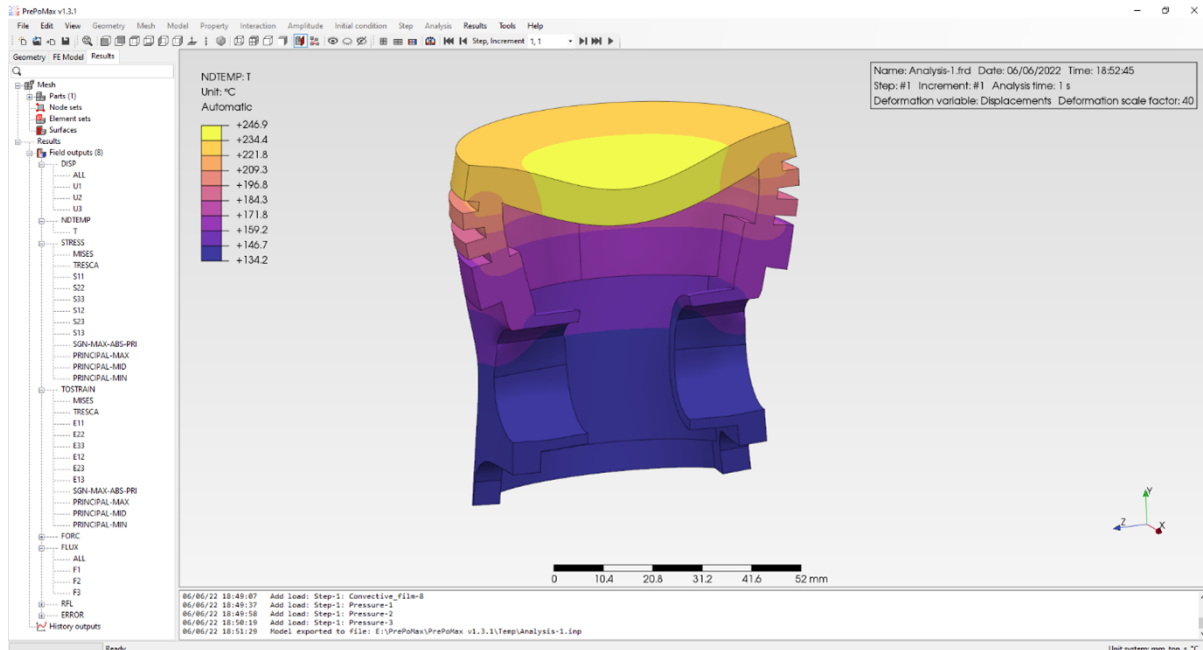 PrePoMax v1.3.1
File Edit View Geometry Mesh Model Property Interaction Amplitude Initial condition Step Analysis Results Tools Help
Step, Increment 1, 1
Geometry FE Model Results
Mesh
Parts (1)
Node sets
Element sets
Surfaces
Results
Field outputs (8)
DISP
ALL
U1
U2
U3
NDTEMP
T
STRESS
MISES
TRESCA
S11
S22
S33
S12
S23
S13
SGN-MAX-ABS-PRI
PRINCIPAL-MAX
PRINCIPAL-MID
PRINCIPAL-MIN
TOSTRAIN
MISES
TRESCA
E11
E22
E33
E12
E23
E13
SGN-MAX-ABS-PRI
PRINCIPAL-MAX
PRINCIPAL-MID
PRINCIPAL-MIN
FORC
FLUX
ALL
F1
F2
F3
RFL
ERROR
History outputs
NDTEMP: T
Unit: °C
Automatic
+246.9
+234.4
+221.8
+209.3
+196.8
+184.3
+171.8
+159.2
+146.7
+134.2
Name: Analysis-1.frd Date: 06/06/2022 Time: 18:52:45
Step: #1 Increment: #1 Analysis time: 1 s
Deformation variable: Displacements Deformation scale factor: 40
Y
Z
X
0 10.4 20.8 31.2 41.6 52 mm
06/06/22 18:49:07 Add load: Step-1: Convective_film-8
06/06/22 18:49:37 Add load: Step-1: Pressure-1
06/06/22 18:49:58 Add load: Step-1: Pressure-2
06/06/22 18:50:19 Add load: Step-1: Pressure-3
06/06/22 18:51:29 Model exported to file: E:\PrePoMax\PrePoMax v1.3.1\Temp\Analysis-1.inp
Ready
Unit system: mm, ton, s, °C